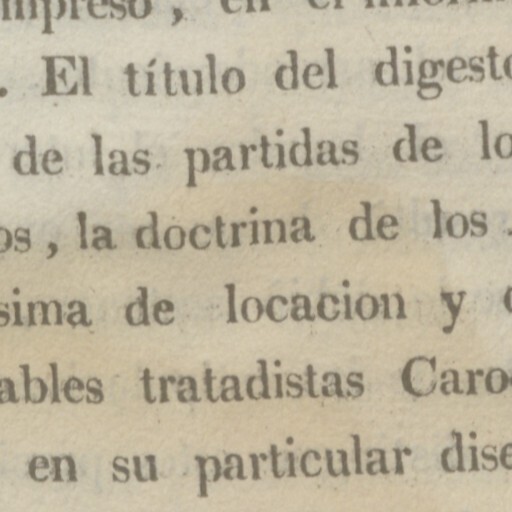 impreso, en el
. El título del digesto
de las partidas de lo
os, la doctrina de los
sima de locacion y
ables tratadistas Caro
en su particular dise